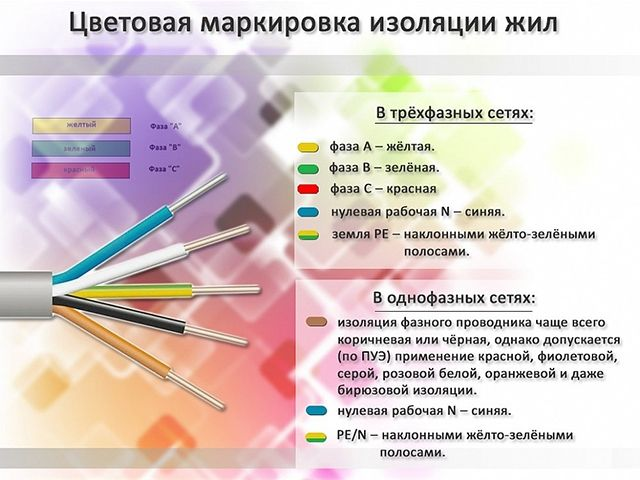 Цветовая маркировка изоляции жил
желтый Фаза "А"
зеленый Фаза "В"
красный Фаза "С"
В трёхфазных сетях:
фаза А – жёлтая.
фаза В – зелёная.
фаза С – красная
нулевая рабочая N – синяя.
земля PE – наклонными жёлто-зелёными
полосами.
В однофазных сетях:
изоляция фазного проводника чаще всего
коричневая или чёрная, однако допускается
(по ПУЭ) применение красной, фиолетовой,
серой, розовой белой, оранжевой и даже
бирюзовой изоляции.
нулевая рабочая N – синяя.
PE/N – наклонными жёлто-зелёными
полосами.